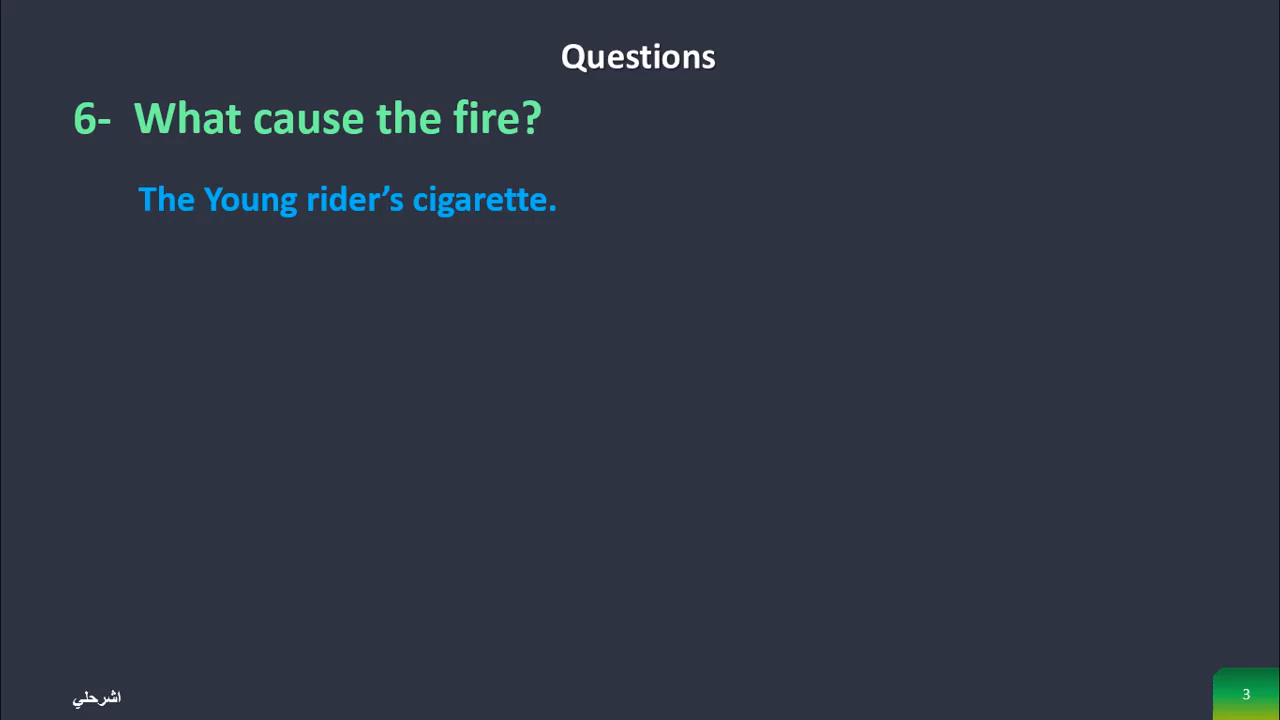 Questions
6- What cause the fire?
The Young rider’s cigarette.
اشرحلي
3